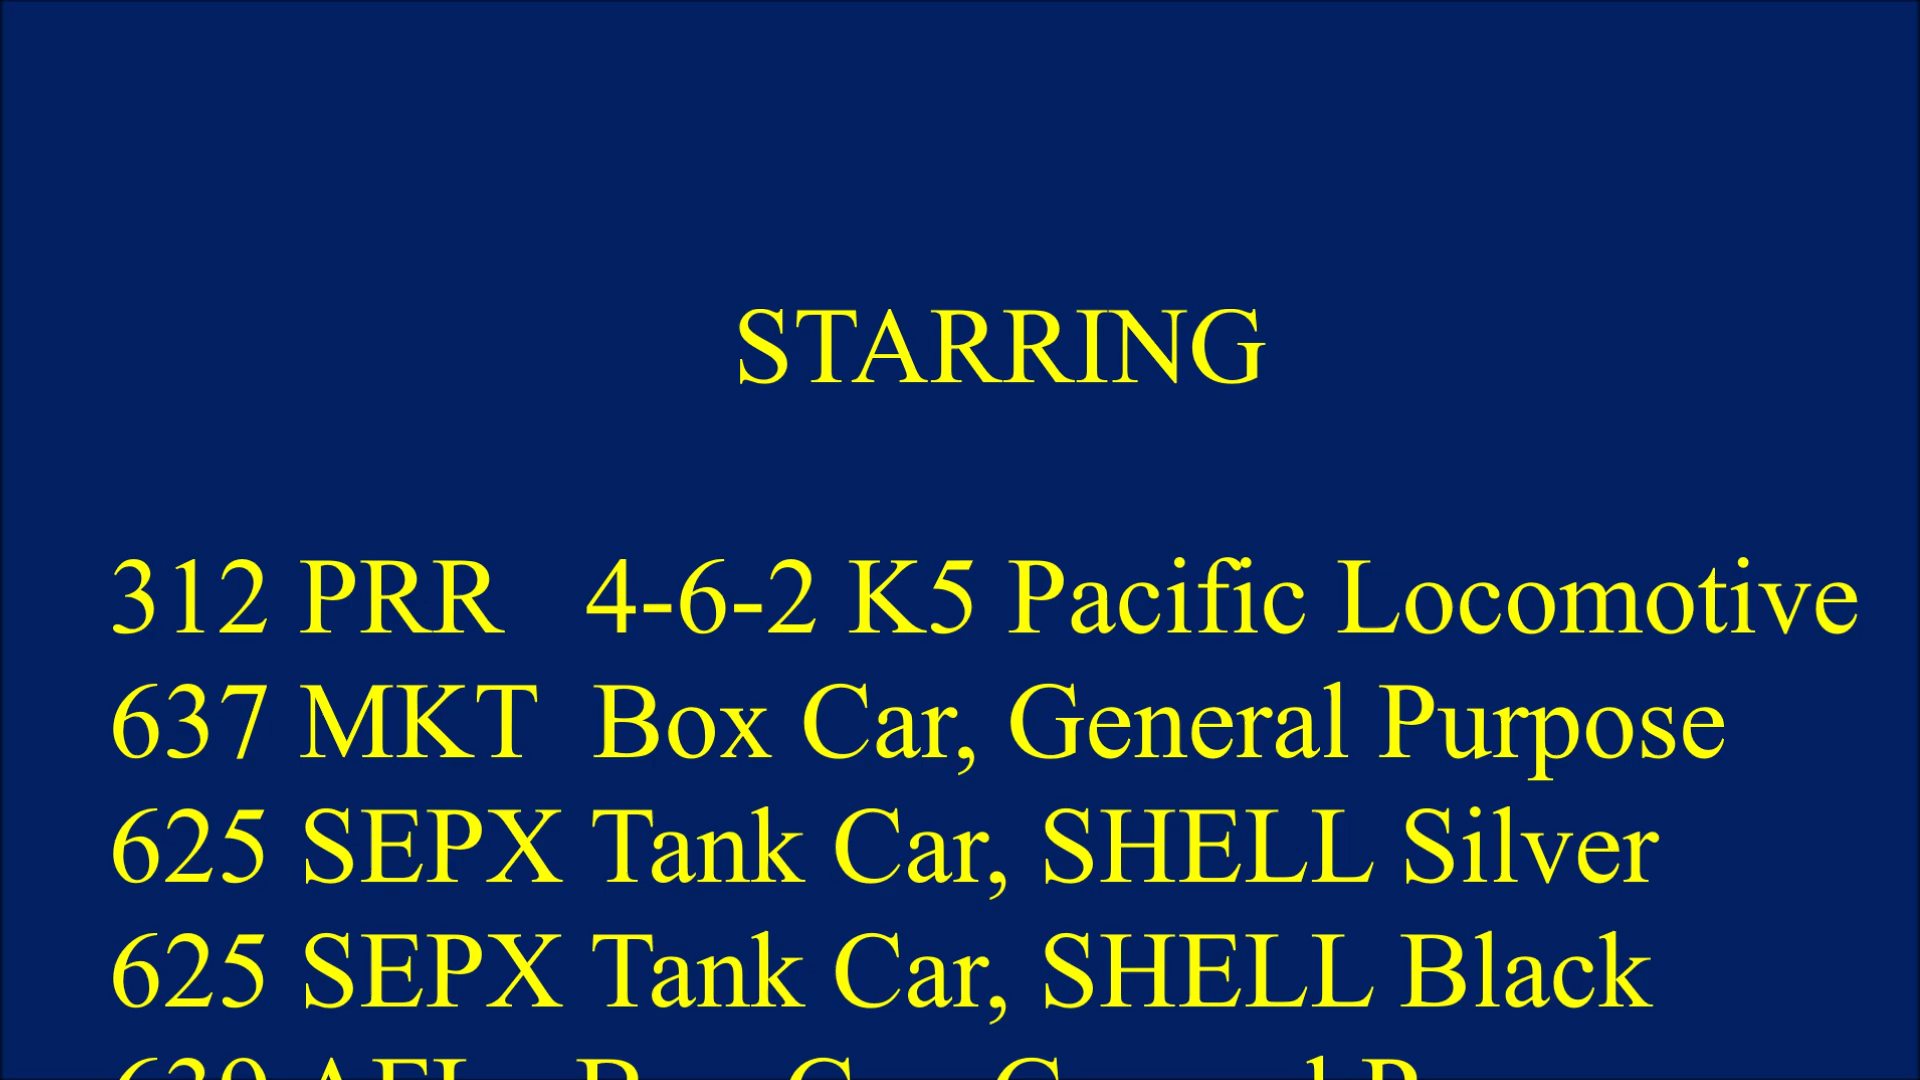 STARRING
312 PRR 4-6-2 K5 Pacific Locomotive
637 MKT Box Car, General Purpose
625 SEPX Tank Car, SHELL Silver
625 SEPX Tank Car, SHELL Black